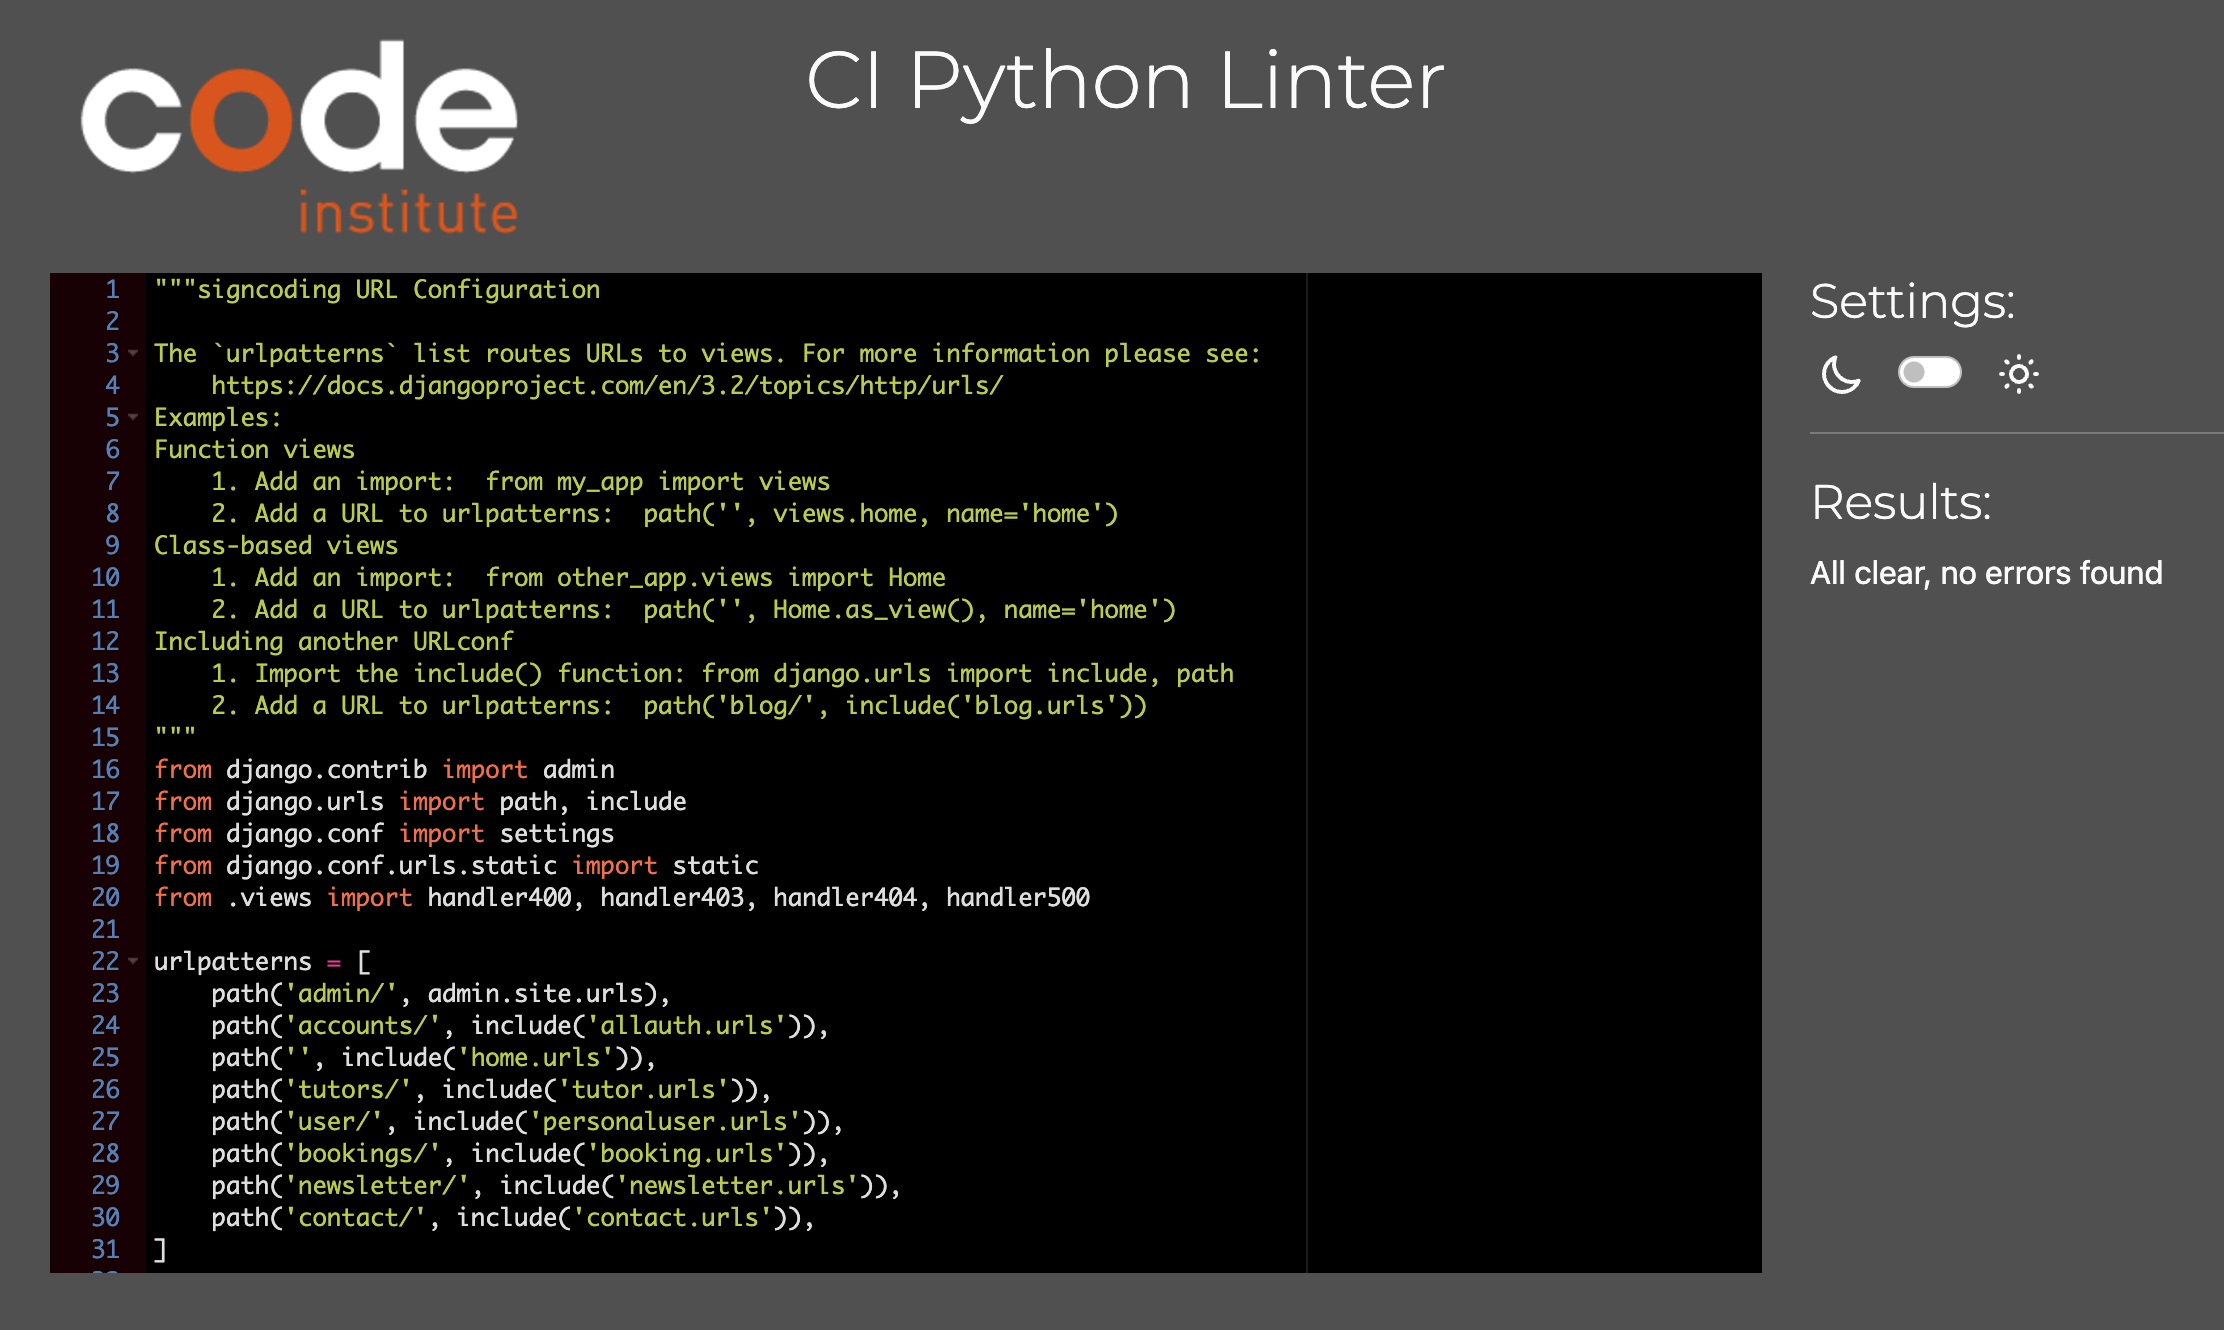 code
institute
CI Python Linter
1 """signcoding URL Configuration
2
3 The `urlpatterns` list routes URLs to views. For more information please see:
4     https://docs.djangoproject.com/en/3.2/topics/http/urls/
5 Examples:
6 Function views
7     1. Add an import:  from my_app import views
8     2. Add a URL to urlpatterns:  path('', views.home, name='home')
9 Class-based views
10     1. Add an import:  from other_app.views import Home
11     2. Add a URL to urlpatterns:  path('', Home.as_view(), name='home')
12 Including another URLconf
13     1. Import the include() function: from django.urls import include, path
14     2. Add a URL to urlpatterns:  path('blog/', include('blog.urls'))
15 """
16 from django.contrib import admin
17 from django.urls import path, include
18 from django.conf import settings
19 from django.conf.urls.static import static
20 from .views import handler400, handler403, handler404, handler500
21
22 urlpatterns = [
23     path('admin/', admin.site.urls),
24     path('accounts/', include('allauth.urls')),
25     path('', include('home.urls')),
26     path('tutors/', include('tutor.urls')),
27     path('user/', include('personaluser.urls')),
28     path('bookings/', include('booking.urls')),
29     path('newsletter/', include('newsletter.urls')),
30     path('contact/', include('contact.urls')),
31 ]
Settings:
Results:
All clear, no errors found